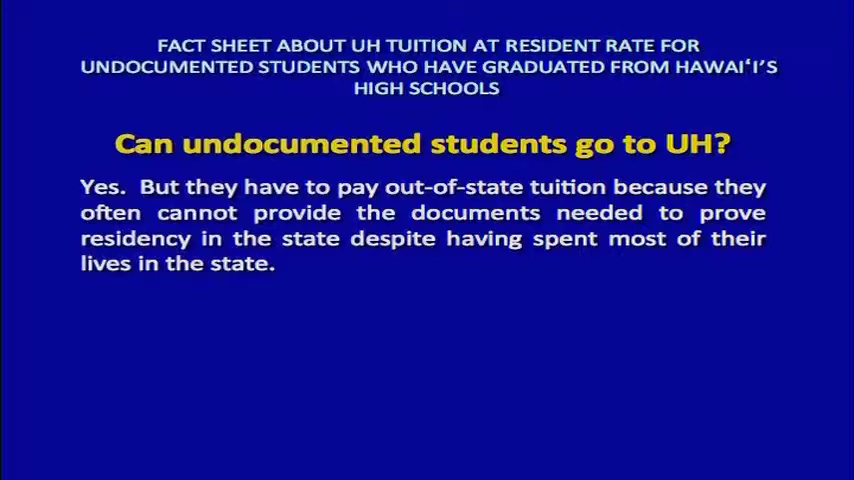 FACT SHEET ABOUT UH TUITION AT RESIDENT RATE FOR
UNDOCUMENTED STUDENTS WHO HAVE GRADUATED FROM HAWAIʻI’S
HIGH SCHOOLS
Can undocumented students go to UH?
Yes. But they have to pay out-of-state tuition because they
often cannot provide the documents needed to prove
residency in the state despite having spent most of their
lives in the state.